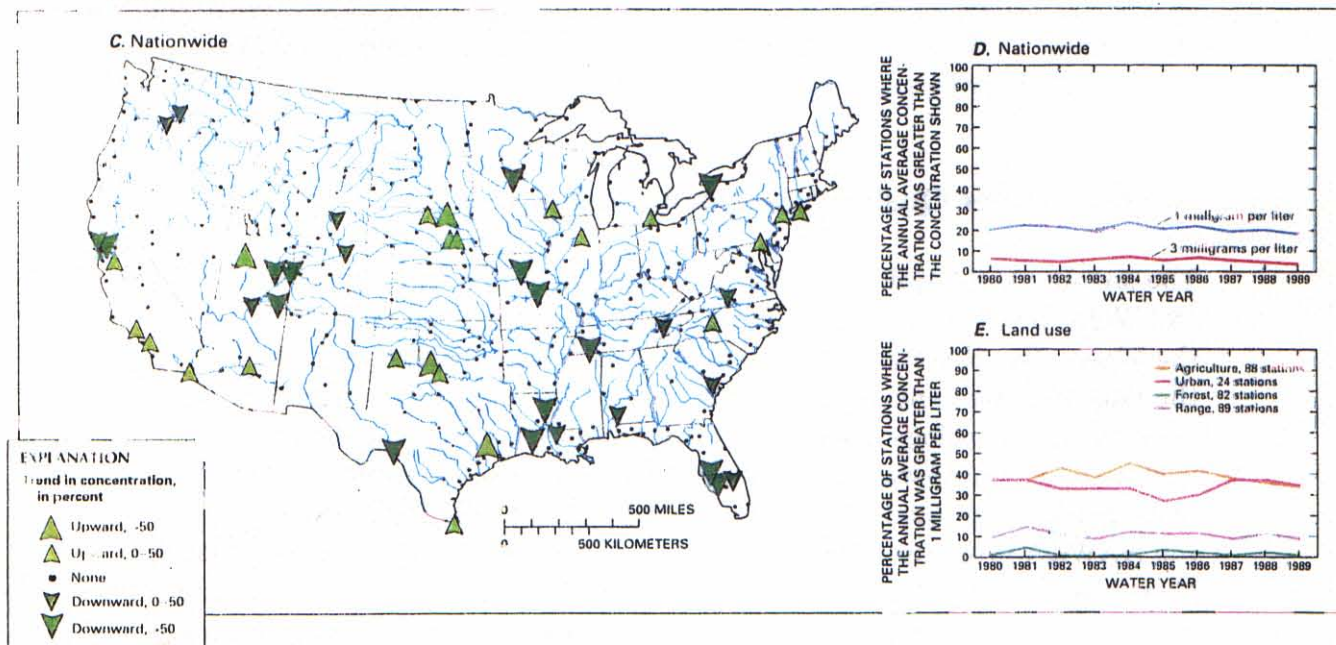 C. Nationwide
500 MILES
500 KILOMETERS
EXPLANATION
Trend in concentration,
in percent
Upward, >50
Upward, 0–50
None
Downward, 0–50
Downward, >50
D. Nationwide
PERCENTAGE OF STATIONS WHERE
THE ANNUAL AVERAGE CONCEN-
TRATION WAS GREATER THAN
THE CONCENTRATION SHOWN
100
90
80
70
60
50
40
30
20
10
0
1 milligram per liter
3 milligrams per liter
1980 1981 1982 1983 1984 1985 1986 1987 1988 1989
WATER YEAR
E. Land use
PERCENTAGE OF STATIONS WHERE
THE ANNUAL AVERAGE CONCEN-
TRATION WAS GREATER THAN
1 MILLIGRAM PER LITER
100
90
80
70
60
50
40
30
20
10
0
Agriculture, 88 stations
Urban, 24 stations
Forest, 82 stations
Range, 89 stations
1980 1981 1982 1983 1984 1985 1986 1987 1988 1989
WATER YEAR